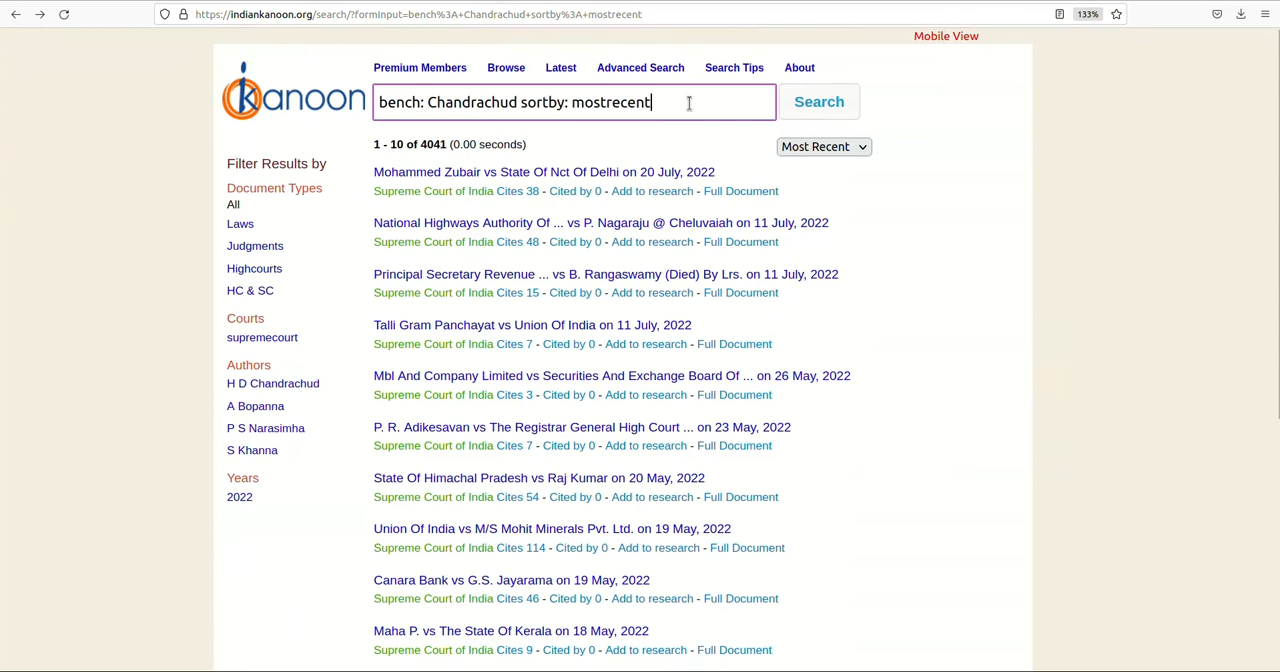 https://indiankanoon.org/search/?formInput=bench%3A+Chandrachud+sortby%3A+mostrecent
133%
Mobile View
kanoon
Premium Members Browse Latest Advanced Search Search Tips About
bench: Chandrachud sortby: mostrecent Search
1 - 10 of 4041 (0.00 seconds) Most Recent
Filter Results by
Document Types
All
Laws
Judgments
Highcourts
HC & SC
Courts
supremecourt
Authors
H D Chandrachud
A Bopanna
P S Narasimha
S Khanna
Years
2022
Mohammed Zubair vs State Of Nct Of Delhi on 20 July, 2022
Supreme Court of India Cites 38 - Cited by 0 - Add to research - Full Document
National Highways Authority Of ... vs P. Nagaraju @ Cheluvaiah on 11 July, 2022
Supreme Court of India Cites 48 - Cited by 0 - Add to research - Full Document
Principal Secretary Revenue ... vs B. Rangaswamy (Died) By Lrs. on 11 July, 2022
Supreme Court of India Cites 15 - Cited by 0 - Add to research - Full Document
Talli Gram Panchayat vs Union Of India on 11 July, 2022
Supreme Court of India Cites 7 - Cited by 0 - Add to research - Full Document
Mbl And Company Limited vs Securities And Exchange Board Of ... on 26 May, 2022
Supreme Court of India Cites 3 - Cited by 0 - Add to research - Full Document
P. R. Adikesavan vs The Registrar General High Court ... on 23 May, 2022
Supreme Court of India Cites 7 - Cited by 0 - Add to research - Full Document
State Of Himachal Pradesh vs Raj Kumar on 20 May, 2022
Supreme Court of India Cites 54 - Cited by 0 - Add to research - Full Document
Union Of India vs M/S Mohit Minerals Pvt. Ltd. on 19 May, 2022
Supreme Court of India Cites 114 - Cited by 0 - Add to research - Full Document
Canara Bank vs G.S. Jayarama on 19 May, 2022
Supreme Court of India Cites 46 - Cited by 0 - Add to research - Full Document
Maha P. vs The State Of Kerala on 18 May, 2022
Supreme Court of India Cites 9 - Cited by 0 - Add to research - Full Document